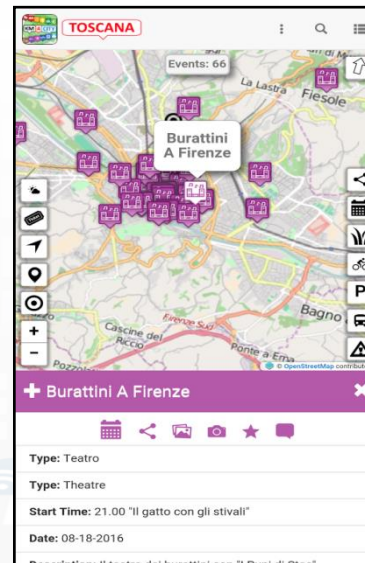 TOSCANA
Events: 66
La Lastra
Fiesole
Burattini
A Firenze
P
Bagno
Firenze Sud
Cascine del
Riccio
Ponte a Ema
+
−
© OpenStreetMap contribut
Burattini A Firenze
Type: Teatro
Type: Theatre
Start Time: 21.00 "Il gatto con gli stivali"
Date: 08-18-2016